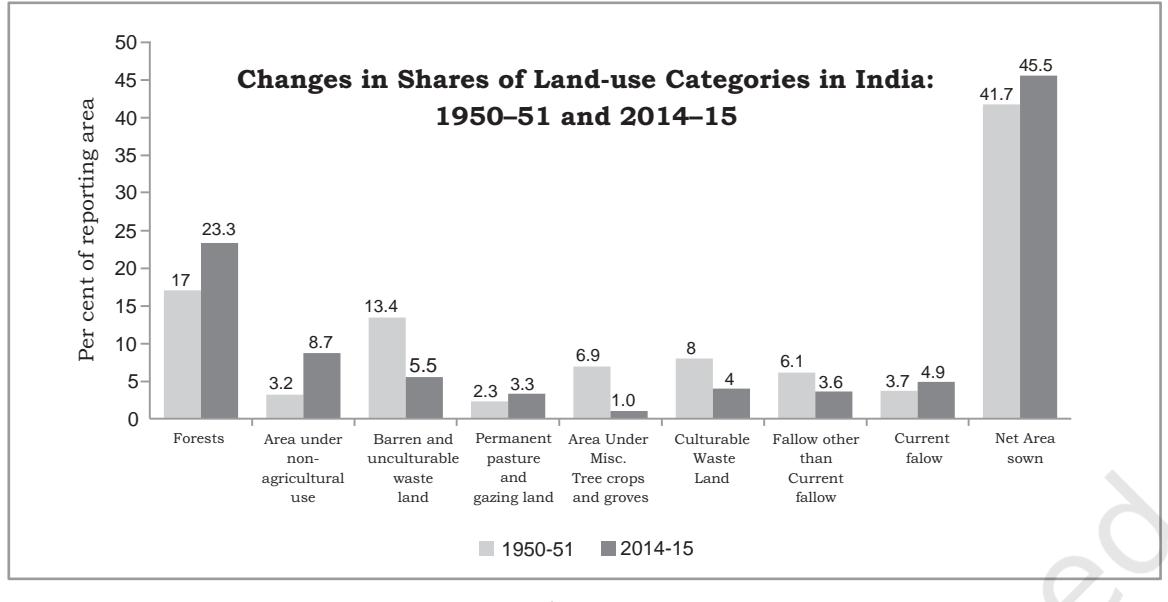 Changes in Shares of Land-use Categories in India:
1950–51 and 2014–15
Per cent of reporting area
50
45
40
35
30
25
20
15
10
5
0
17
23.3
3.2
8.7
13.4
5.5
2.3
3.3
6.9
1.0
8
4
6.1
3.6
3.7
4.9
41.7
45.5
Forests
Area under
non-
agricultural
use
Barren and
unculturable
waste
land
Permanent
pasture
and
gazing land
Area Under
Misc.
Tree crops
and groves
Culturable
Waste
Land
Fallow other
than
Current
fallow
Current
falow
Net Area
sown
1950-51
2014-15
ed